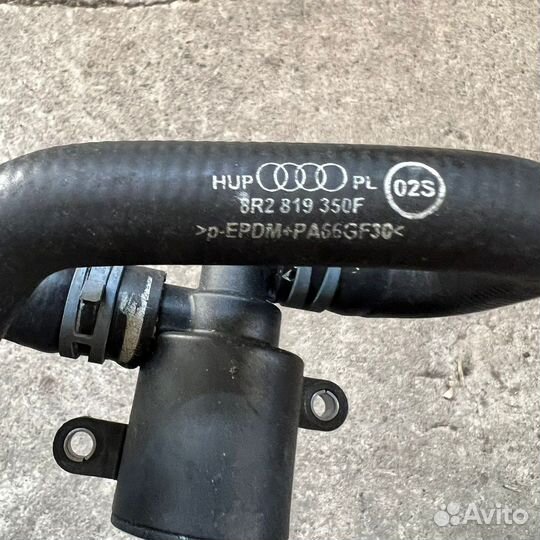 HUP PL 02S
8R2 819 350F
>p-EPDM+PA66GF30<
Avito